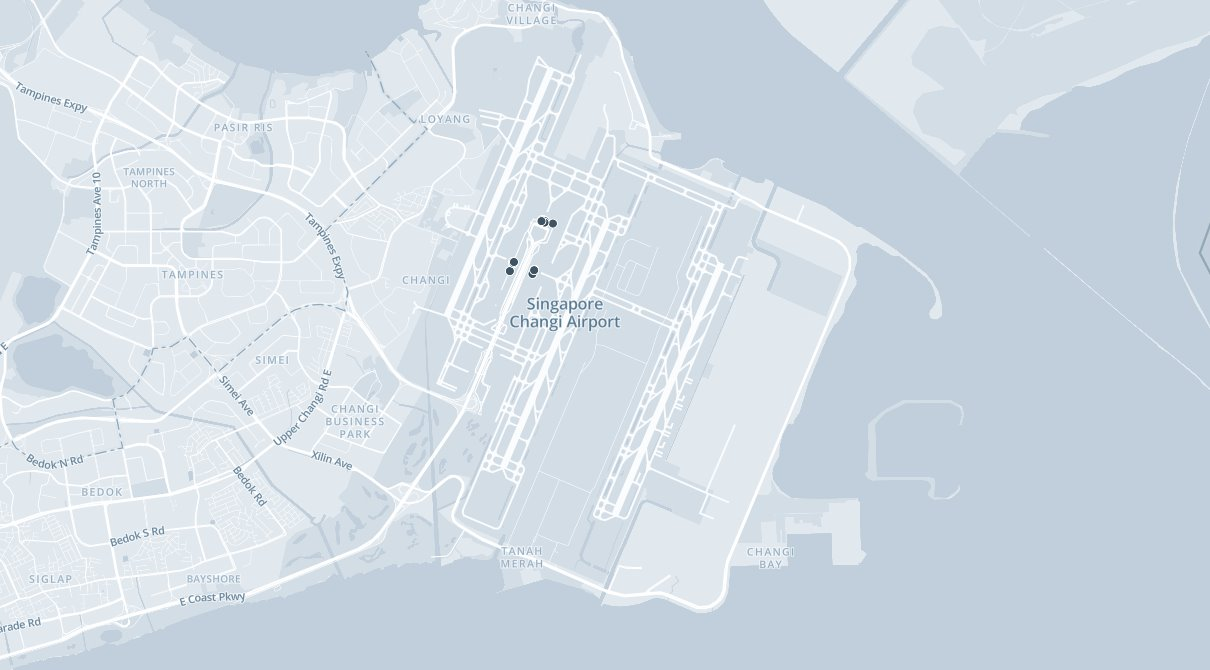 CHANGI
VILLAGE
Tampines Expy
LOYANG
PASIR RIS
TAMPINES
NORTH
Tampines Ave 10
Tampines Expy
TAMPINES
CHANGI
Singapore
Changi Airport
E
SIMEI
Simei Ave
Upper Changi Rd E
CHANGI
BUSINESS
PARK
Xilin Ave
Bedok N Rd
Bedok Rd
BEDOK
Bedok S Rd
TANAH
MERAH
CHANGI
BAY
SIGLAP
BAYSHORE
E Coast Pkwy
arade Rd